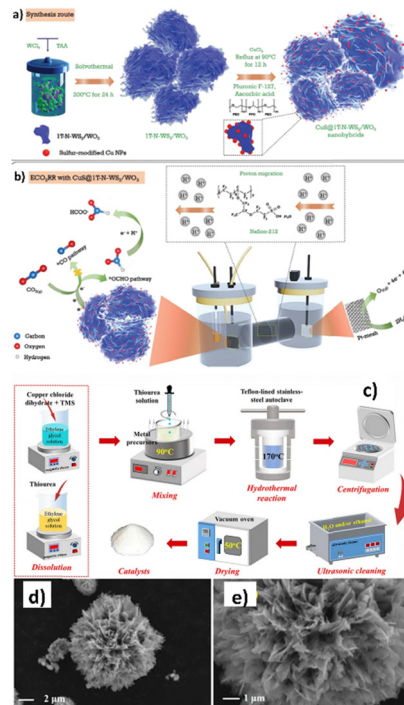 a)
Synthesis route
WCl₆
TAA
Solvothermal
200°C for 24 h
1T-N-WS₂/WO₃
CuCl₂
Reflux at 90°C
for 12 h
Pluronic F-127,
Ascorbic acid
1T-N-WS₂/WO₃
Sulfur-modified Cu NPs
CuS@1T-N-WS₂/WO₃
nanohybrids
b)
ECO₂RR with CuS@1T-N-WS₂/WO₃
Proton migration
H⁺
Nafion-212
HCOO⁻
e⁻ + H⁺
*CO pathway
*OCHO pathway
Carbon
Oxygen
Hydrogen
Pt-mesh
c)
Copper chloride
dihydrate + TMS
Ethylene
glycol
solution
Thiourea
Ethylene
glycol
solution
Dissolution
Thiourea
solution
Metal
precursors
90°C
Mixing
Teflon-lined stainless-
steel autoclave
170°C
Hydrothermal
reaction
Centrifugation
H₂O and/or ethanol
Ultrasonic cleaning
Vacuum oven
50°C
Drying
Catalysts
d)
2 µm
e)
1 µm